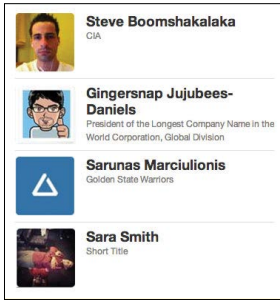 Steve Boomshakalaka
CIA
Gingersnap Jujubees-
Daniels
President of the Longest Company Name in the
World Corporation, Global Division
Sarunas Marciulionis
Golden State Warriors
Sara Smith
Short Title